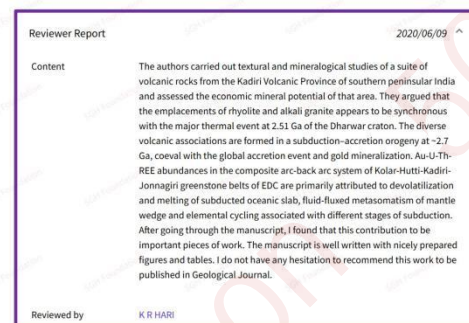 Reviewer Report 2020/06/09
Content The authors carried out textural and mineralogical studies of a suite of
volcanic rocks from the Kadiri Volcanic Province of southern peninsular India
and assessed the economic mineral potential of that area. They argued that
the emplacements of rhyolite and alkali granite appears to be synchronous
with the major thermal event at 2.51 Ga of the Dharwar craton. The diverse
volcanic associations are formed in a subduction–accretion orogeny at ~2.7
Ga, coeval with the global accretion event and gold mineralization. Au-U-Th-
REE abundances in the composite arc-back arc system of Kolar-Hutti-Kadiri-
Jonnagiri greenstone belts of EDC are primarily attributed to devolatilization
and melting of subducted oceanic slab, fluid-fluxed metasomatism of mantle
wedge and elemental cycling associated with different stages of subduction.
After going through the manuscript, I found that this contribution to be
important pieces of work. The manuscript is well written with nicely prepared
figures and tables. I do not have any hesitation to recommend this work to be
published in Geological Journal.
Reviewed by K R HARI